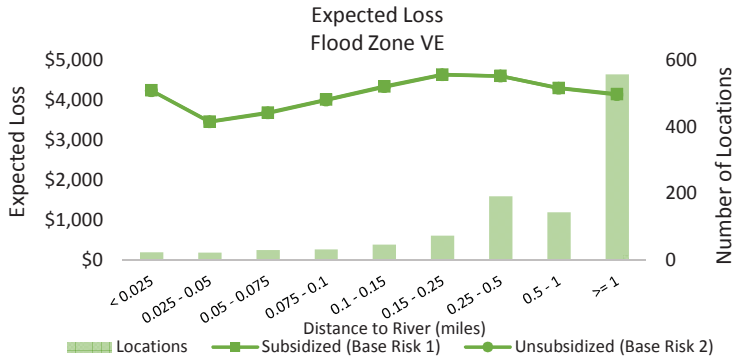 Expected Loss
Flood Zone VE
Expected Loss
$5,000
$4,000
$3,000
$2,000
$1,000
$0
600
400
200
0
Number of Locations
< 0.025
0.025 - 0.05
0.05 - 0.075
0.075 - 0.1
0.1 - 0.15
0.15 - 0.25
0.25 - 0.5
0.5 - 1
>= 1
Distance to River (miles)
Locations
Subsidized (Base Risk 1)
Unsubsidized (Base Risk 2)